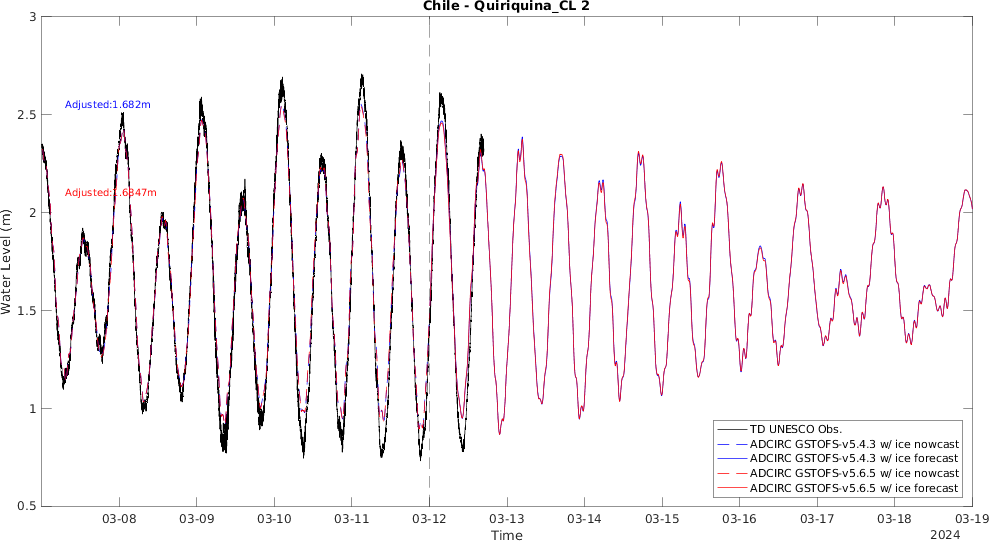 Chile - Quiriquina_CL 2
Water Level (m)
3
2.5
2
1.5
1
0.5
Adjusted:1.682m
Adjusted:1.6847m
TD UNESCO Obs.
ADCIRC GSTOFS-v5.4.3 w/ ice nowcast
ADCIRC GSTOFS-v5.4.3 w/ ice forecast
ADCIRC GSTOFS-v5.6.5 w/ ice nowcast
ADCIRC GSTOFS-v5.6.5 w/ ice forecast
03-08 03-09 03-10 03-11 03-12 03-13 03-14 03-15 03-16 03-17 03-18 03-19
Time
2024